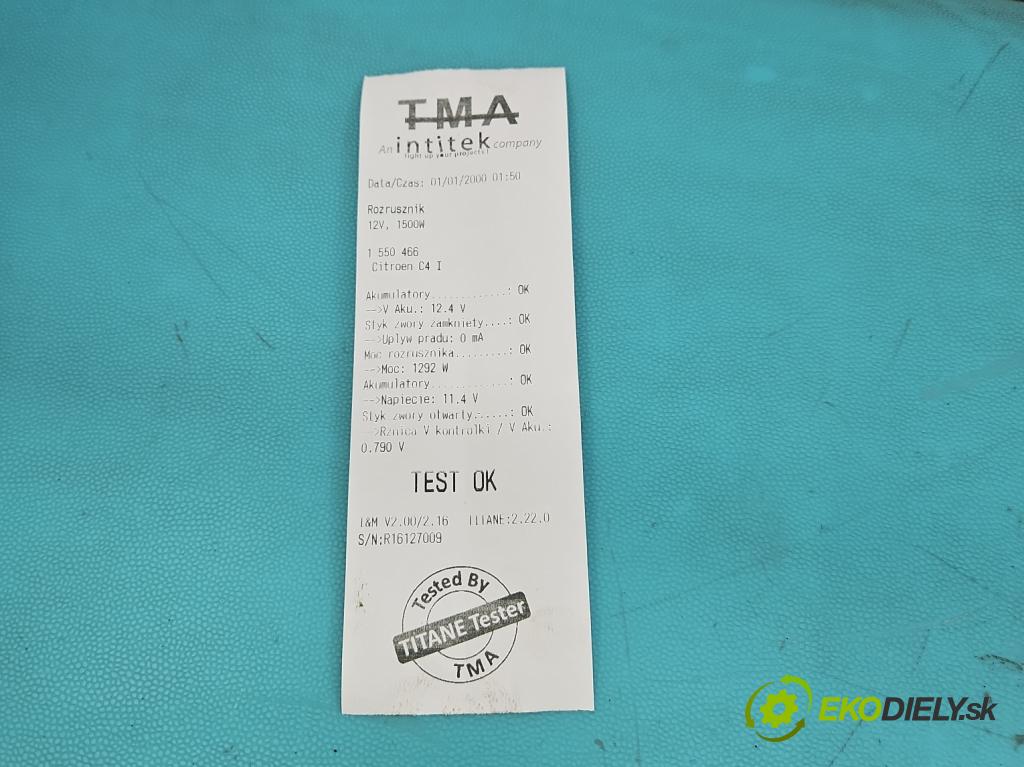 TMA
An intitek company
light up your projects!
Data/Czas: 01/01/2000 01:50
Rozrusznik
12V, 1500W
1 550 466
Citroen C4 I
Akumulatory............: OK
-->V Aku.: 12.4 V
Styk zwory zamkniety....: OK
-->Uplyw pradu: 0 mA
Moc rozrusznika.........: OK
-->Moc: 1292 W
Akumulatory............: OK
-->Napiecie: 11.4 V
Styk zwory otwarty......: OK
-->Rznica V kontrolki / V Aku.:
0.790 V
TEST OK
T&M V2.00/2.16 TITANE:2.22.0
S/N:R16127009
Tested By
TITANE Tester
TMA
EKODIELY.sk